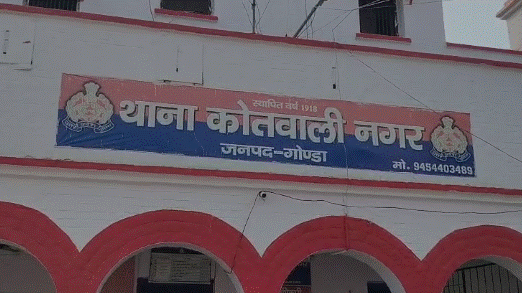 स्थापित वर्ष 1918
थाना कोतवाली नगर
जनपद-गोण्डा
मो. 9454403489